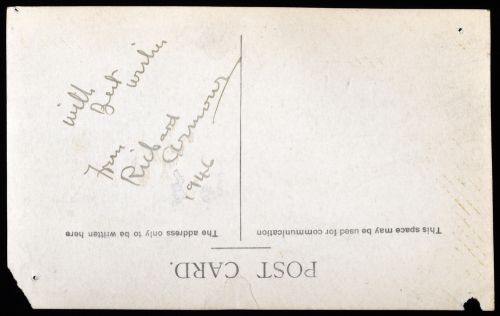 With
Best wishes
from
Richard
Armour
1946
The address only to be written here
This space may be used for communication
POST CARD.